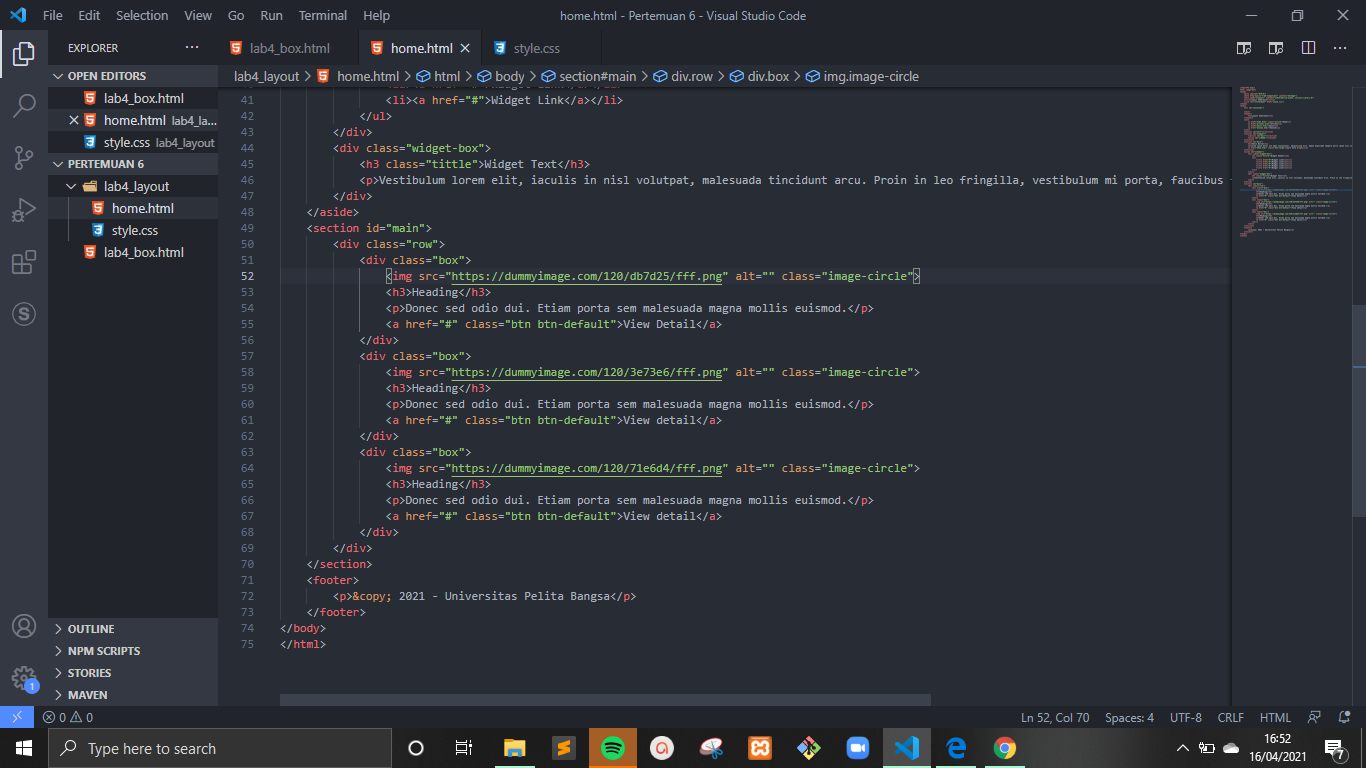 File Edit Selection View Go Run Terminal Help
home.html - Pertemuan 6 - Visual Studio Code
EXPLORER
lab4_box.html
home.html
style.css
OPEN EDITORS
lab4_box.html
home.html lab4_la...
style.css lab4_layout
PERTEMUAN 6
lab4_layout
home.html
style.css
lab4_box.html
OUTLINE
NPM SCRIPTS
STORIES
MAVEN
lab4_layout > home.html > html > body > section#main > div.row > div.box > img.image-circle
41 <li><a href="#">Widget Link</a></li>
42 </ul>
43 </div>
44 <div class="widget-box">
45 <h3 class="tittle">Widget Text</h3>
46 <p>Vestibulum lorem elit, iaculis in nisl volutpat, malesuada tincidunt arcu. Proin in leo fringilla, vestibulum mi porta, faucibus
47 </div>
48 </aside>
49 <section id="main">
50 <div class="row">
51 <div class="box">
52 <img src="https://dummyimage.com/120/db7d25/fff.png" alt="" class="image-circle">
53 <h3>Heading</h3>
54 <p>Donec sed odio dui. Etiam porta sem malesuada magna mollis euismod.</p>
55 <a href="#" class="btn btn-default">View Detail</a>
56 </div>
57 <div class="box">
58 <img src="https://dummyimage.com/120/3e73e6/fff.png" alt="" class="image-circle">
59 <h3>Heading</h3>
60 <p>Donec sed odio dui. Etiam porta sem malesuada magna mollis euismod.</p>
61 <a href="#" class="btn btn-default">View detail</a>
62 </div>
63 <div class="box">
64 <img src="https://dummyimage.com/120/71e6d4/fff.png" alt="" class="image-circle">
65 <h3>Heading</h3>
66 <p>Donec sed odio dui. Etiam porta sem malesuada magna mollis euismod.</p>
67 <a href="#" class="btn btn-default">View detail</a>
68 </div>
69 </div>
70 </section>
71 <footer>
72 <p>&copy; 2021 - Universitas Pelita Bangsa</p>
73 </footer>
74 </body>
75 </html>
1
0 0
Ln 52, Col 70 Spaces: 4 UTF-8 CRLF HTML
Type here to search
16:52
16/04/2021
7